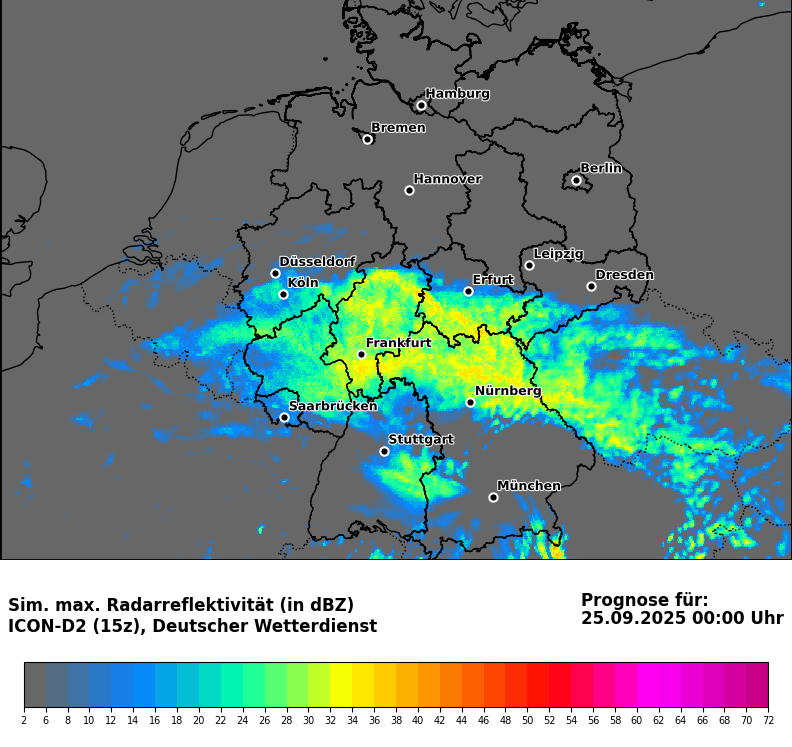 Hamburg
Bremen
Berlin
Hannover
Leipzig
Düsseldorf
Dresden
Erfurt
Köln
Frankfurt
Nürnberg
Saarbrücken
Stuttgart
München
Sim. max. Radarreflektivität (in dBZ)
ICON-D2 (15z), Deutscher Wetterdienst
Prognose für:
25.09.2025 00:00 Uhr
2 6 8 10 12 14 16 18 20 22 24 26 28 30 32 34 36 38 40 42 44 46 48 50 52 54 56 58 60 62 64 66 68 70 72